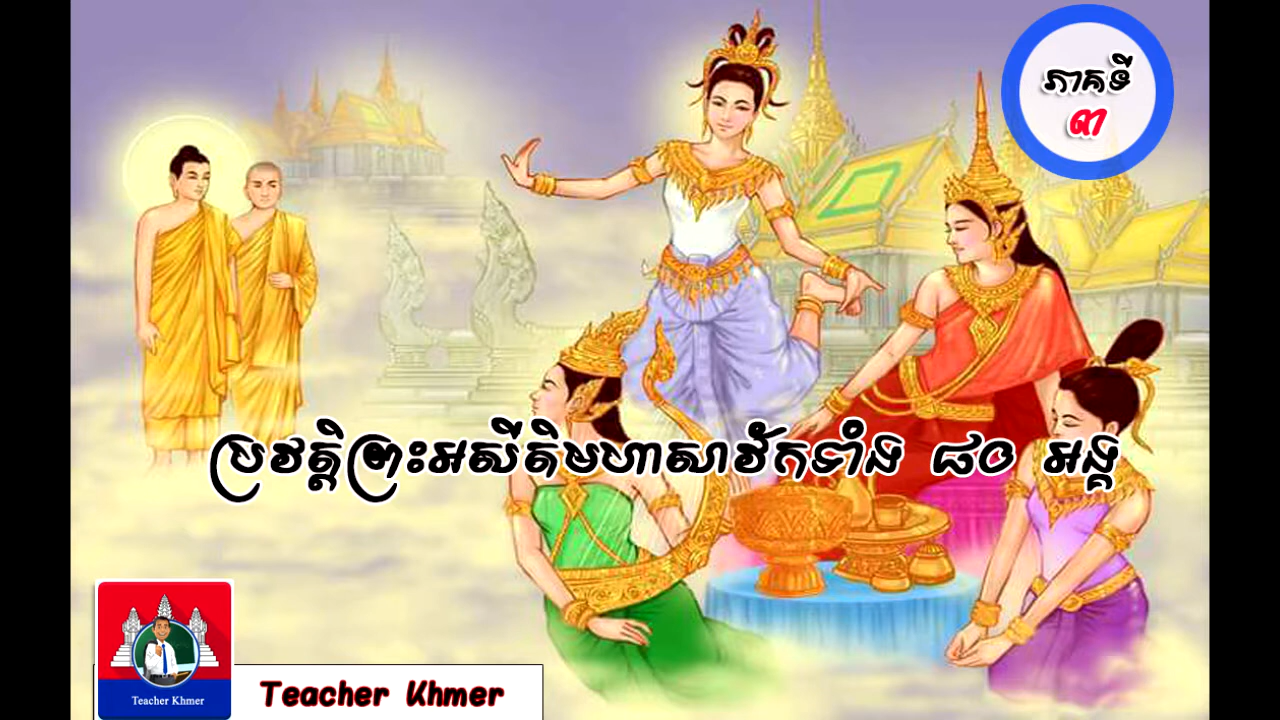 ភាគទី
៣
ប្រវត្តិព្រះអសីតិមហាសាវ័កទាំង ៨០ អង្គ
Teacher Khmer
Teacher Khmer